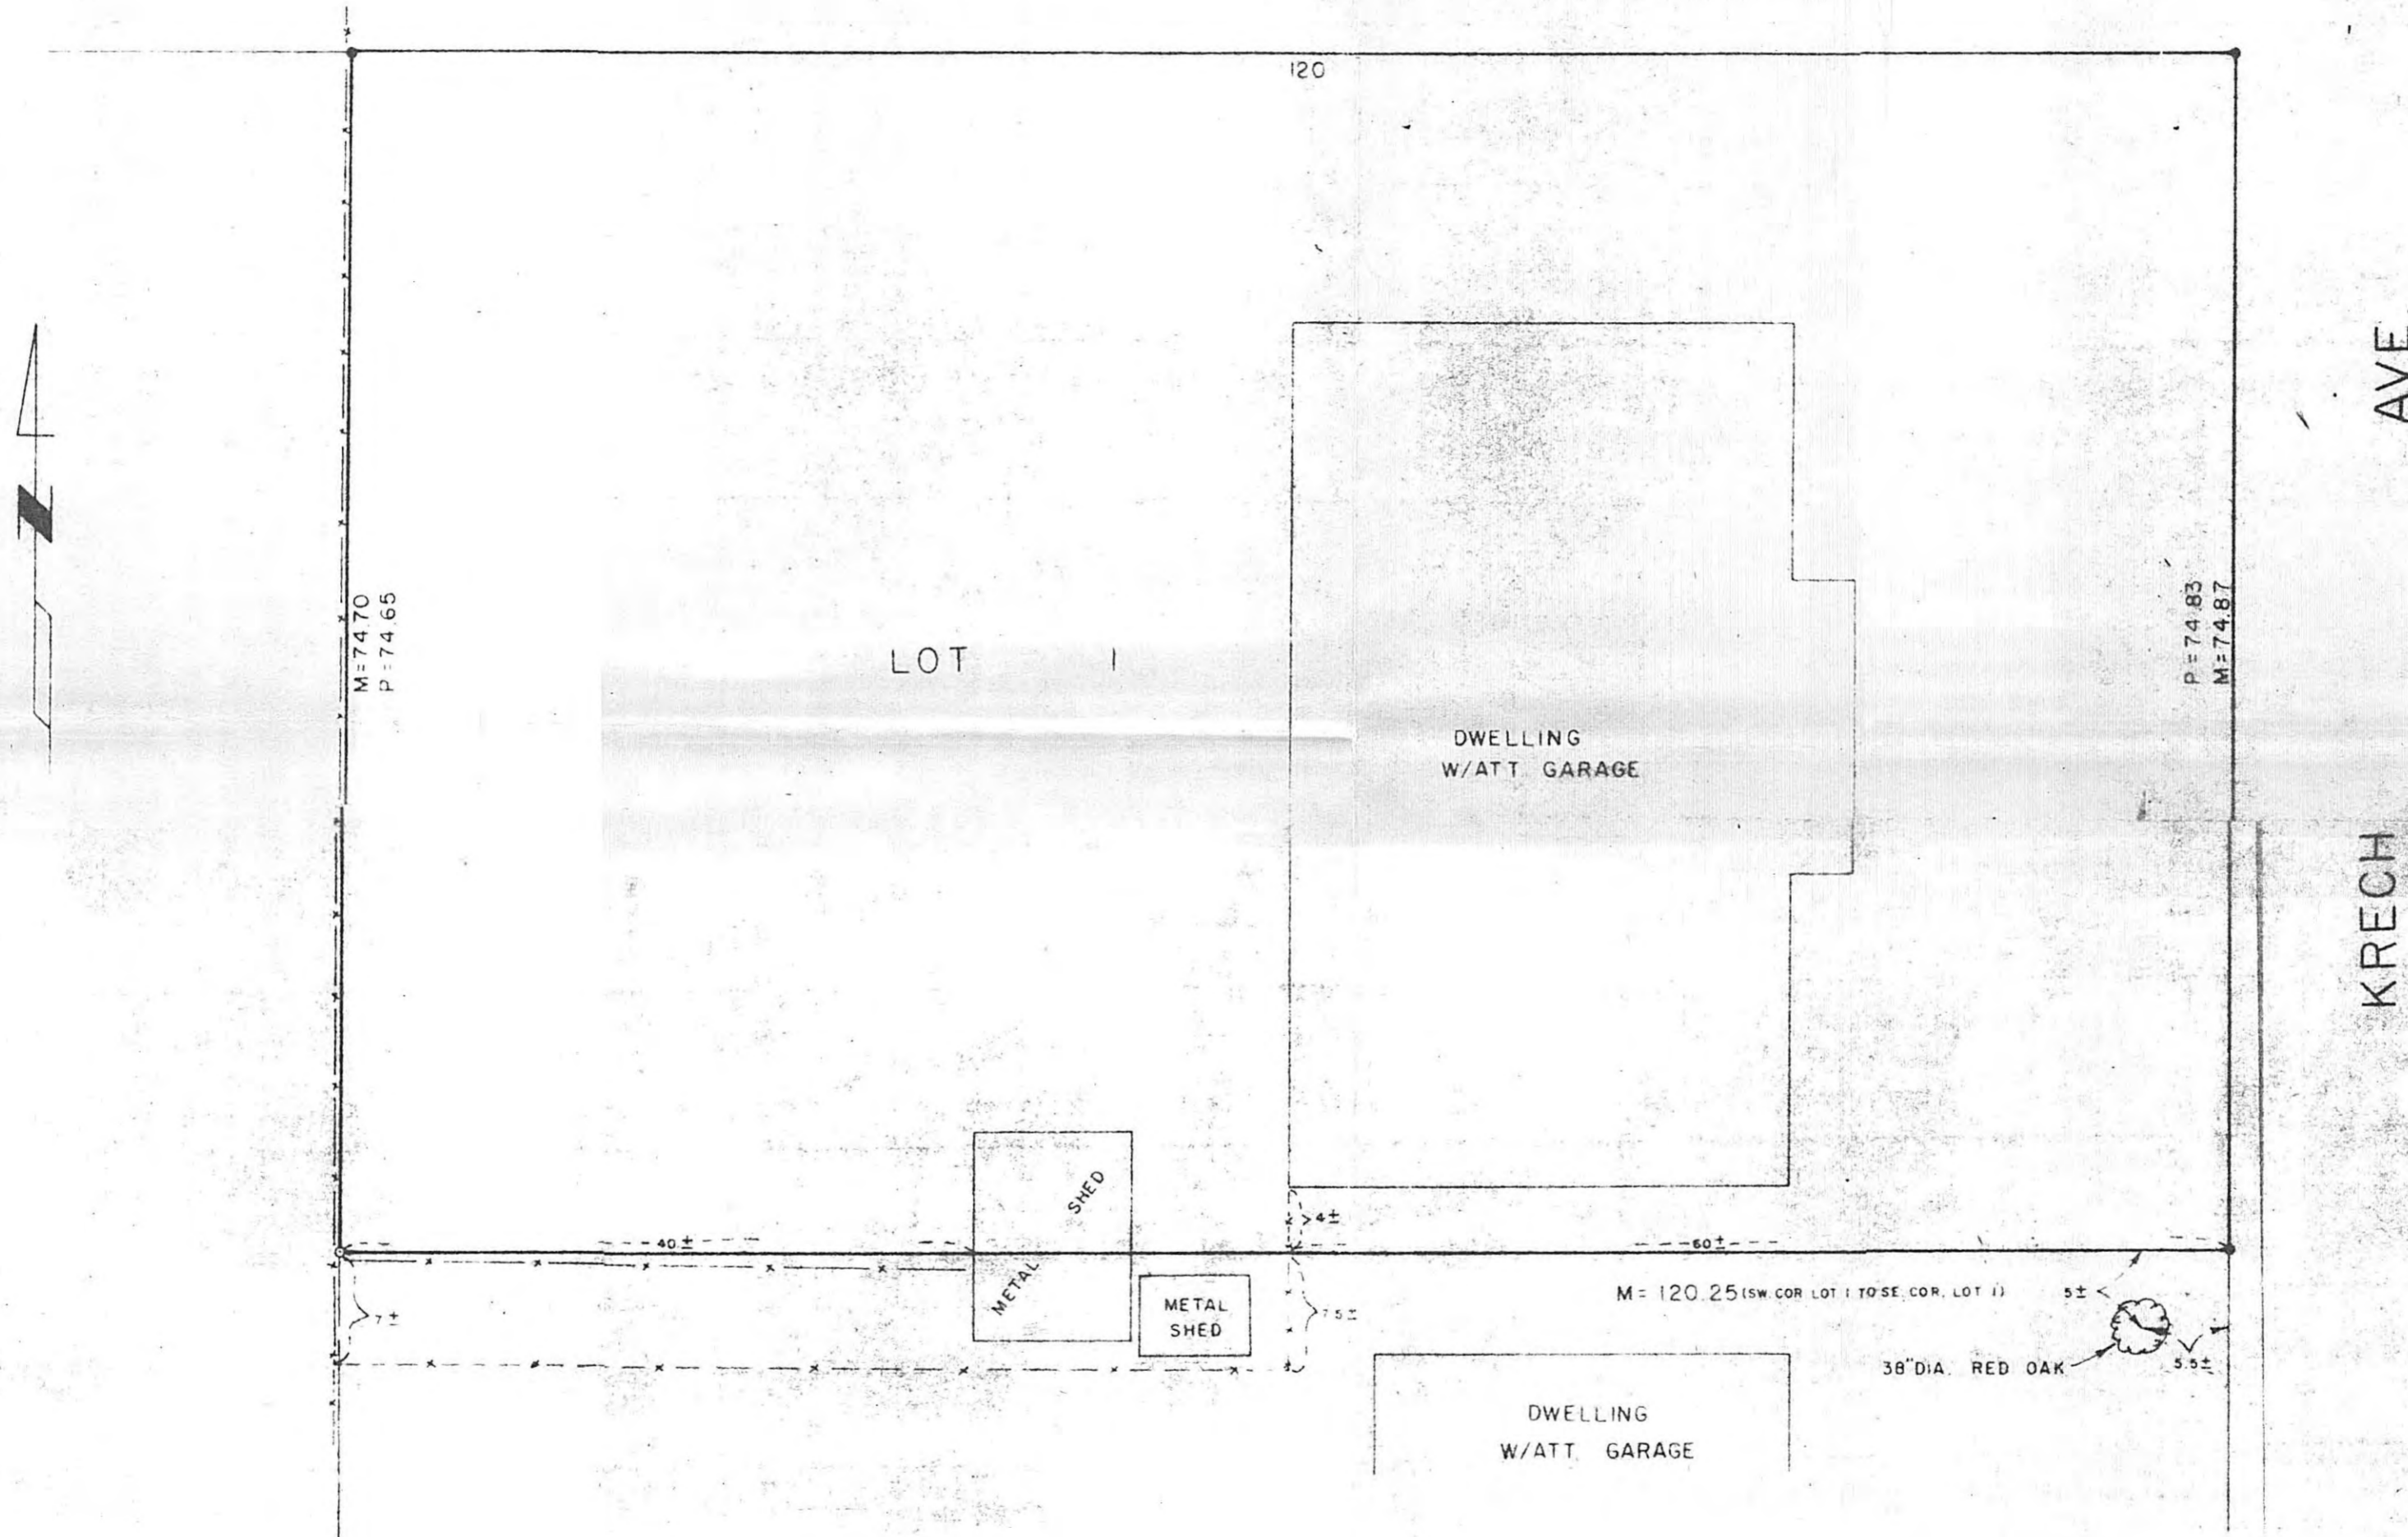 120
AVE
N
M=74.70
P=74.65
P=74.83
M=74.87
LOT 1
DWELLING
W/ATT. GARAGE
KRECH
METAL SHED
4±
40±
60±
M = 120.25 (SW. COR LOT 1 TO SE. COR. LOT 1)
5±
METAL
SHED
7±
7.5±
38" DIA. RED OAK
5.5±
DWELLING
W/ATT. GARAGE